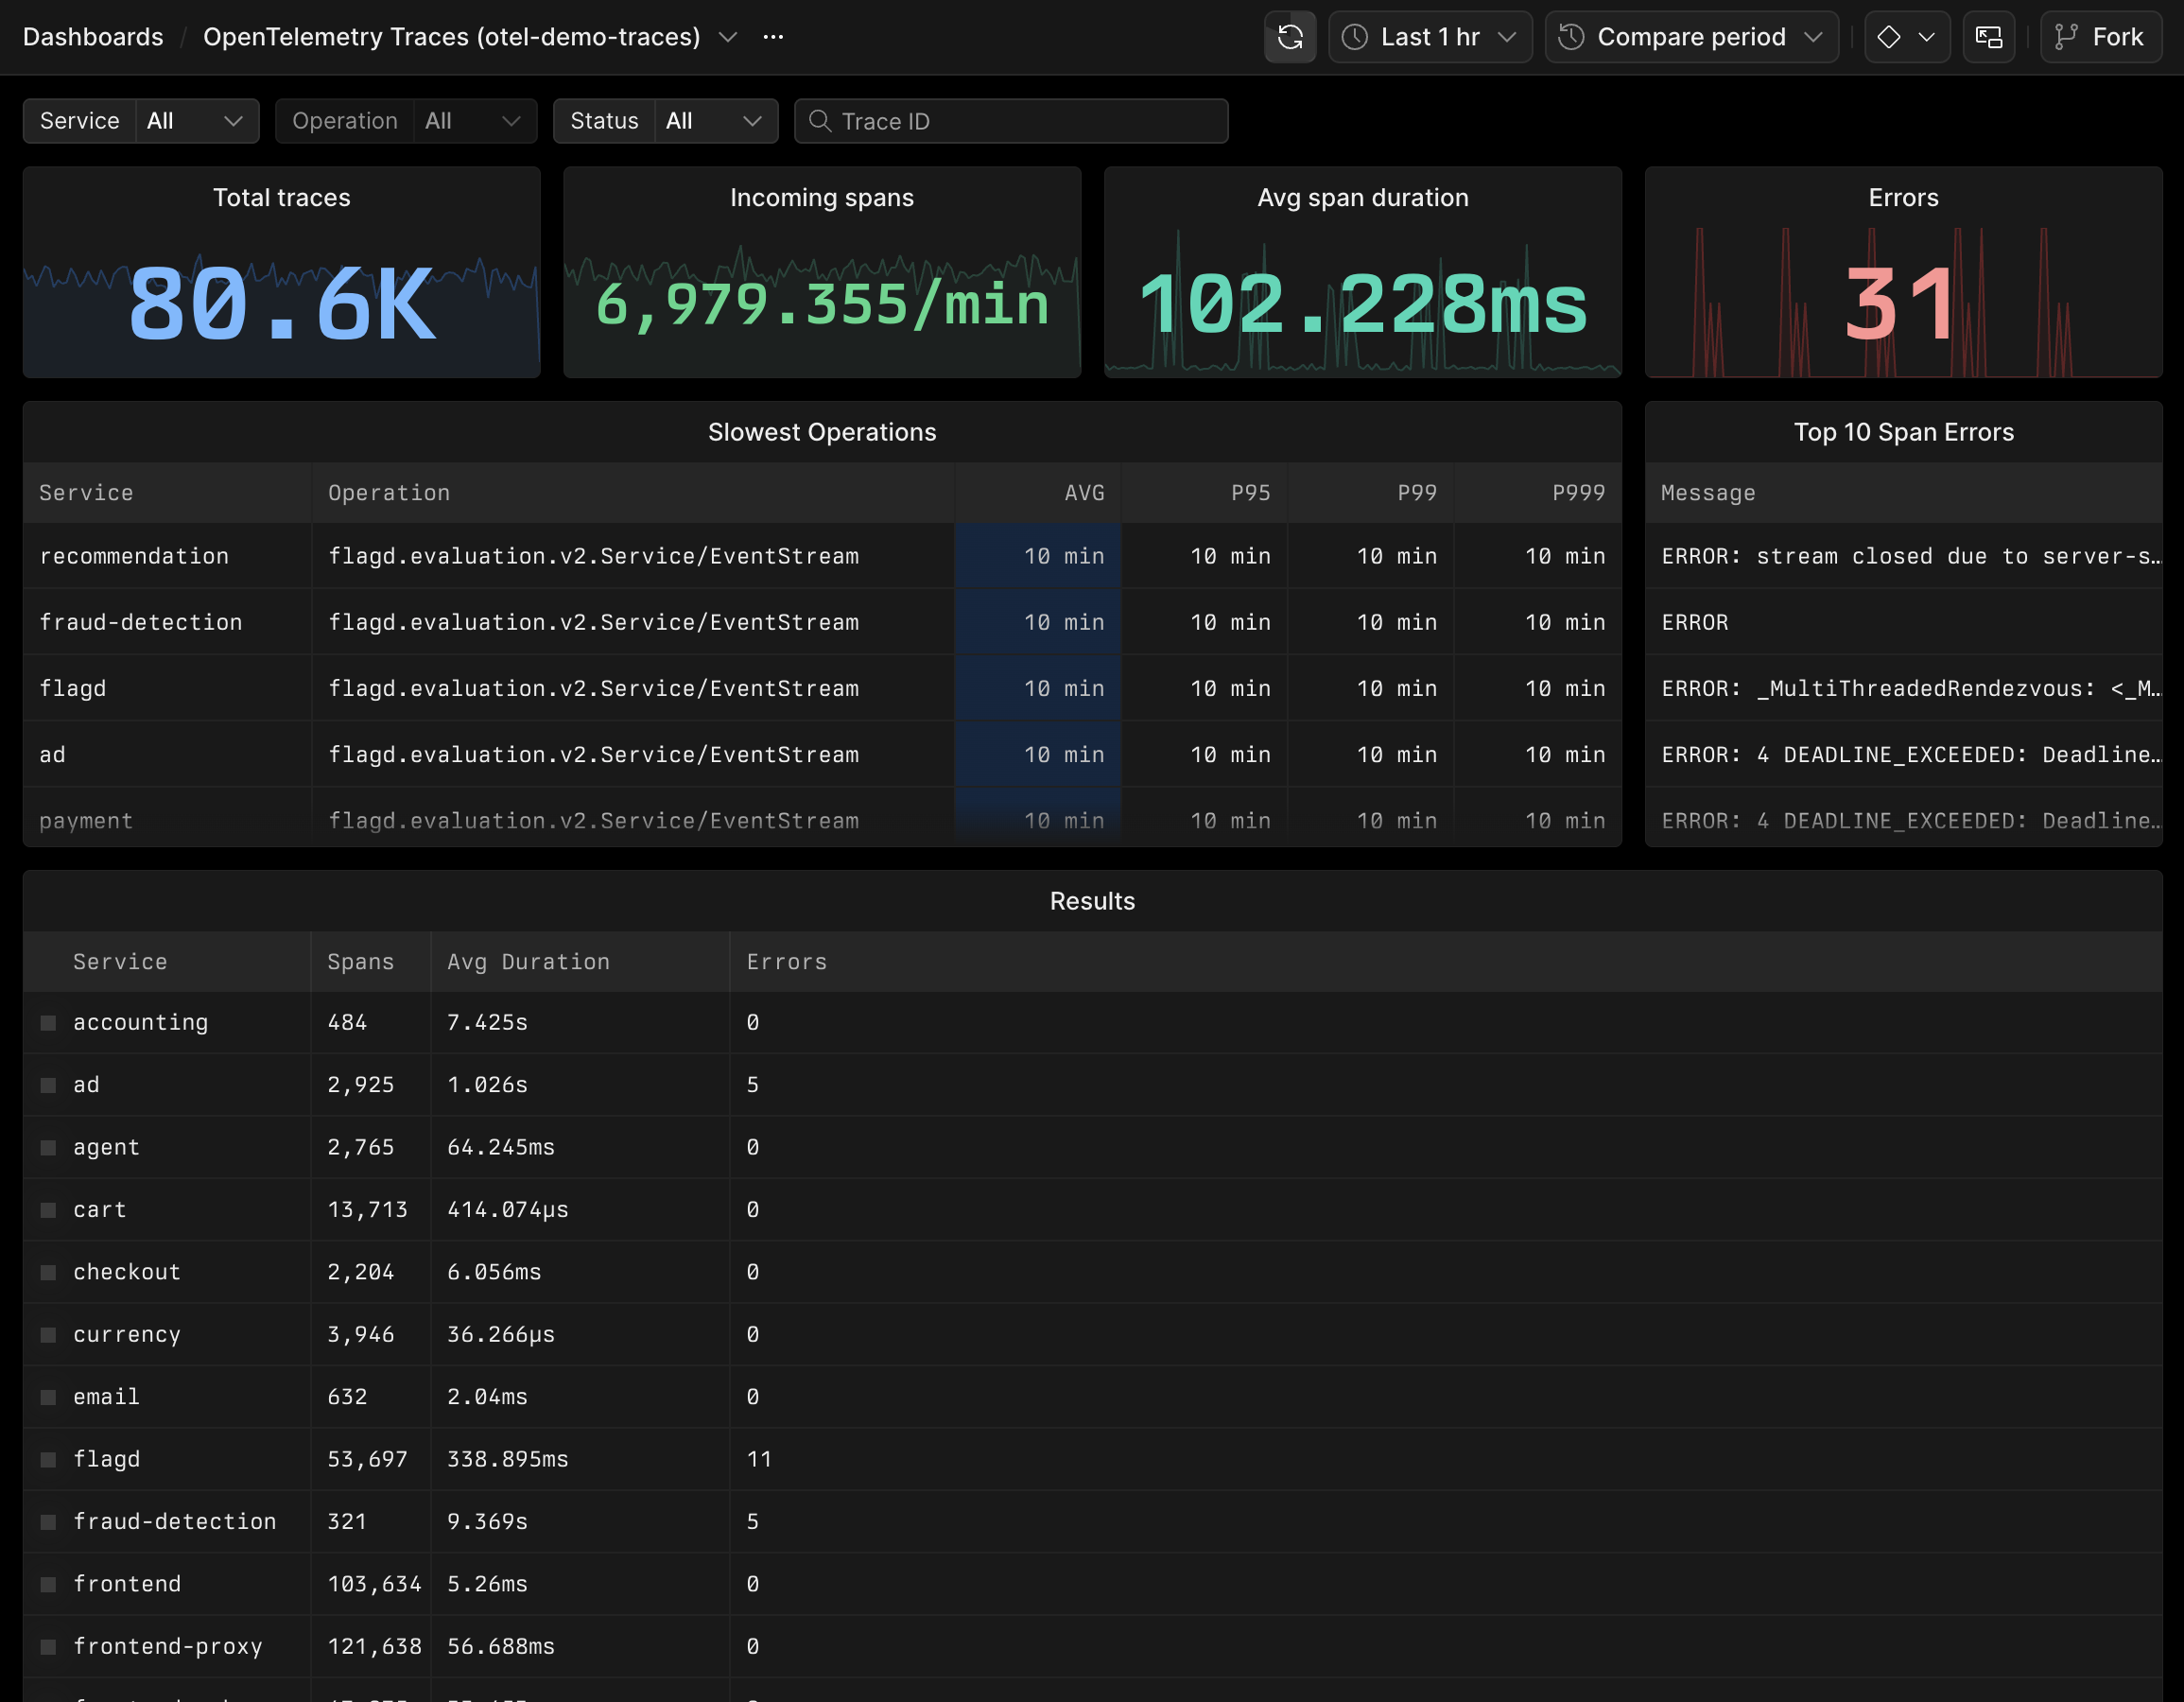 Dashboards / OpenTelemetry Traces (otel-demo-traces) ··· Last 1 hr Compare period Fork
Service All Operation All Status All Trace ID
Total traces Incoming spans Avg span duration Errors
80.6K 6,979.355/min 102.228ms 31
Slowest Operations
Service Operation AVG P95 P99 P999
recommendation flagd.evaluation.v2.Service/EventStream 10 min 10 min 10 min 10 min
fraud-detection flagd.evaluation.v2.Service/EventStream 10 min 10 min 10 min 10 min
flagd flagd.evaluation.v2.Service/EventStream 10 min 10 min 10 min 10 min
ad flagd.evaluation.v2.Service/EventStream 10 min 10 min 10 min 10 min
payment flagd.evaluation.v2.Service/EventStream 10 min 10 min 10 min 10 min
Top 10 Span Errors
Message
ERROR: stream closed due to server-s…
ERROR
ERROR: _MultiThreadedRendezvous: <_M…
ERROR: 4 DEADLINE_EXCEEDED: Deadline…
ERROR: 4 DEADLINE_EXCEEDED: Deadline…
Results
Service Spans Avg Duration Errors
accounting 484 7.425s 0
ad 2,925 1.026s 5
agent 2,765 64.245ms 0
cart 13,713 414.074µs 0
checkout 2,204 6.056ms 0
currency 3,946 36.266µs 0
email 632 2.04ms 0
flagd 53,697 338.895ms 11
fraud-detection 321 9.369s 5
frontend 103,634 5.26ms 0
frontend-proxy 121,638 56.688ms 0